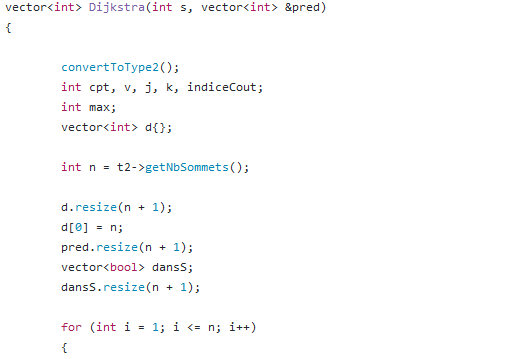 vector<int> Dijkstra(int s, vector<int> &pred)
{
convertToType2();
int cpt, v, j, k, indiceCout;
int max;
vector<int> d{};
int n = t2->getNbSommets();
d.resize(n + 1);
d[0] = n;
pred.resize(n + 1);
vector<bool> dansS;
dansS.resize(n + 1);
for (int i = 1; i <= n; i++)
{